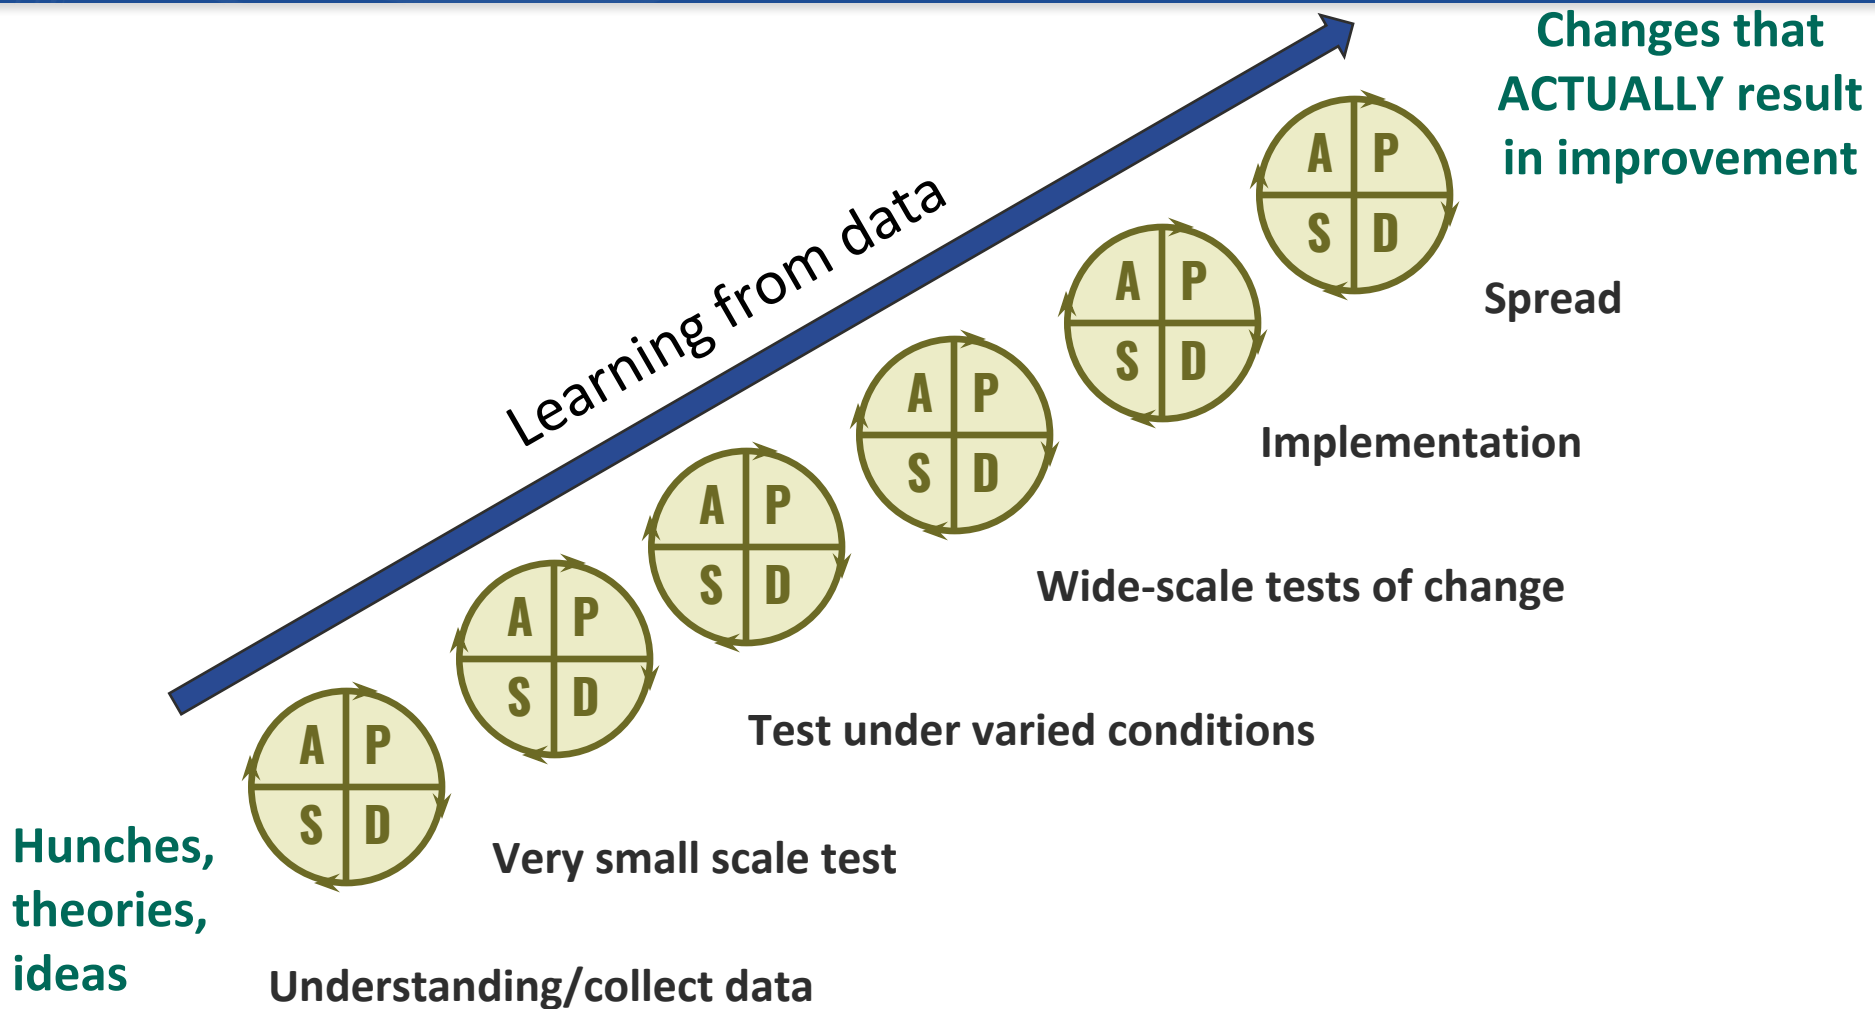 Changes that
ACTUALLY result
in improvement
A P
S D
Spread
Learning from data
A P
S D
Implementation
A P
S D
Wide-scale tests of change
A P
S D
Test under varied conditions
A P
S D
Very small scale test
A P
S D
Hunches,
theories,
ideas
Understanding/collect data